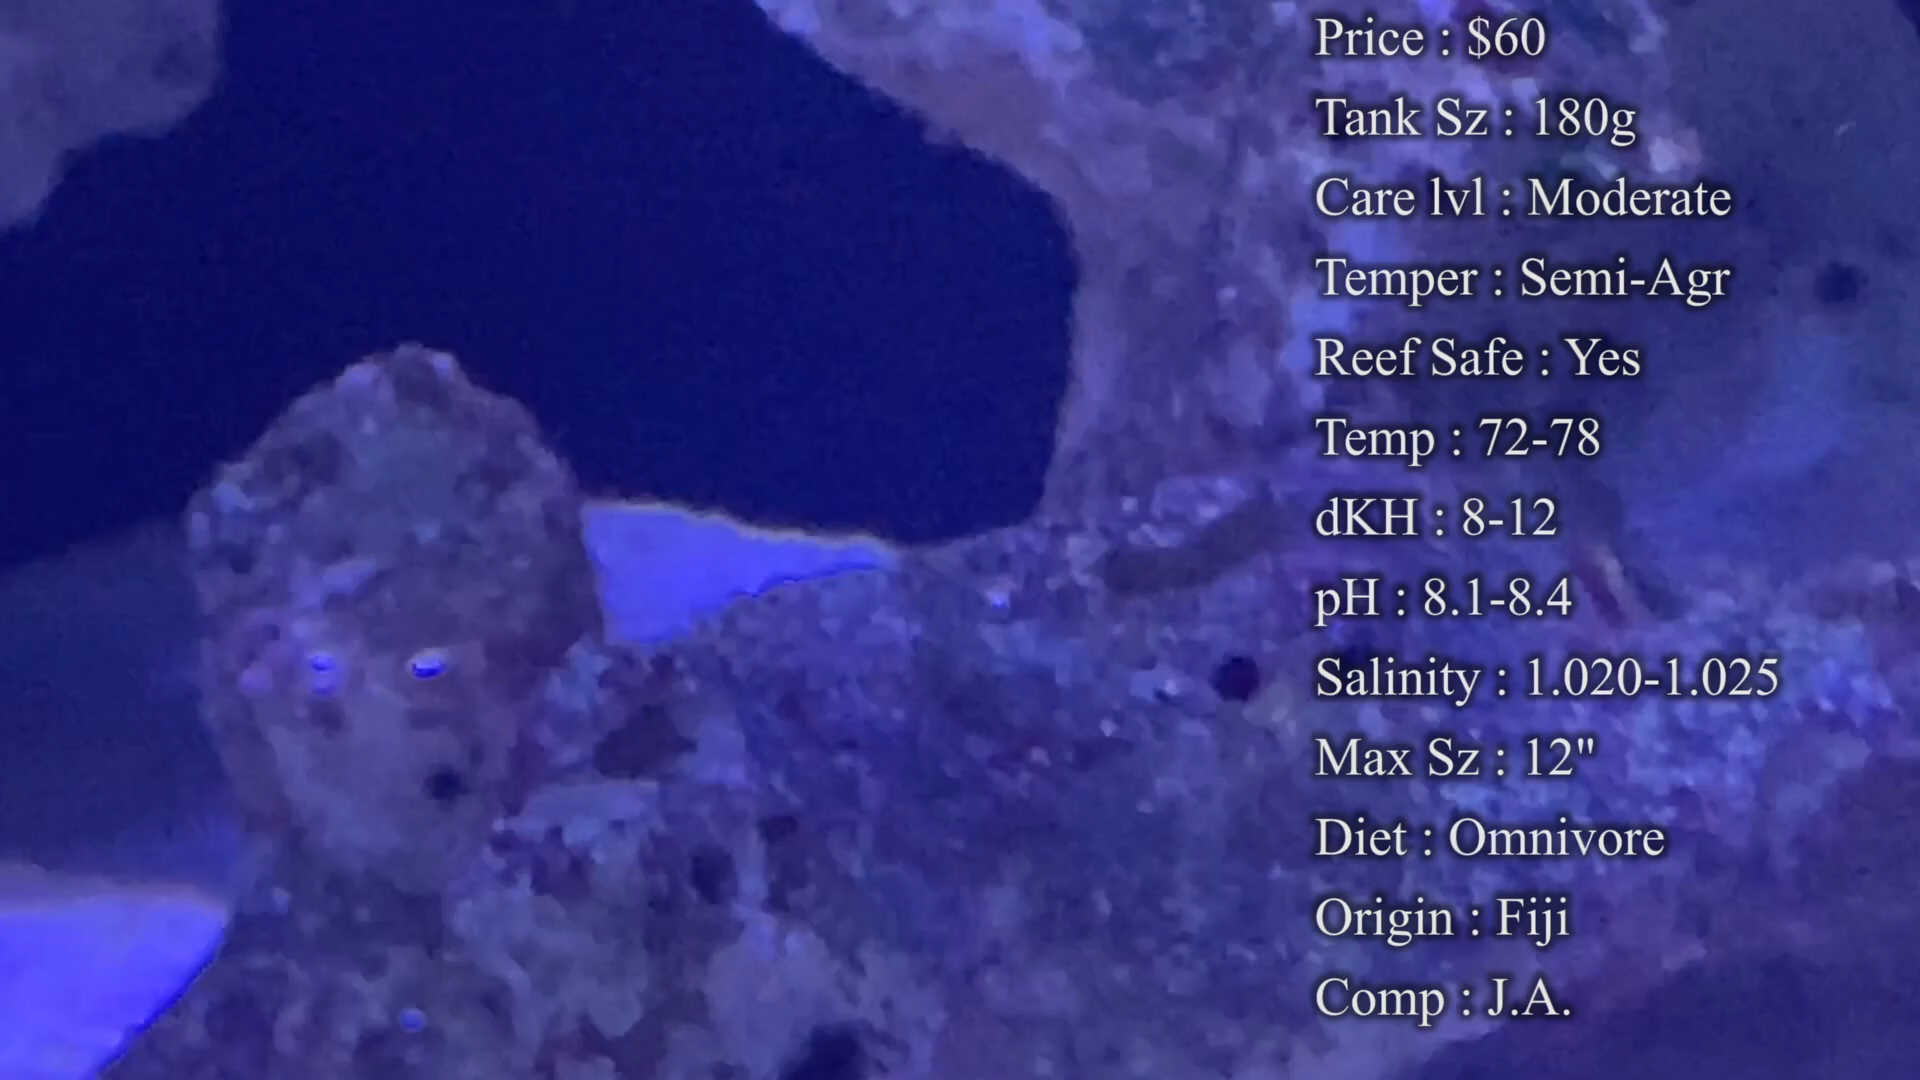 Price : $60
Tank Sz : 180g
Care lvl : Moderate
Temper : Semi-Agr
Reef Safe : Yes
Temp : 72-78
dKH : 8-12
pH : 8.1-8.4
Salinity : 1.020-1.025
Max Sz : 12"
Diet : Omnivore
Origin : Fiji
Comp : J.A.